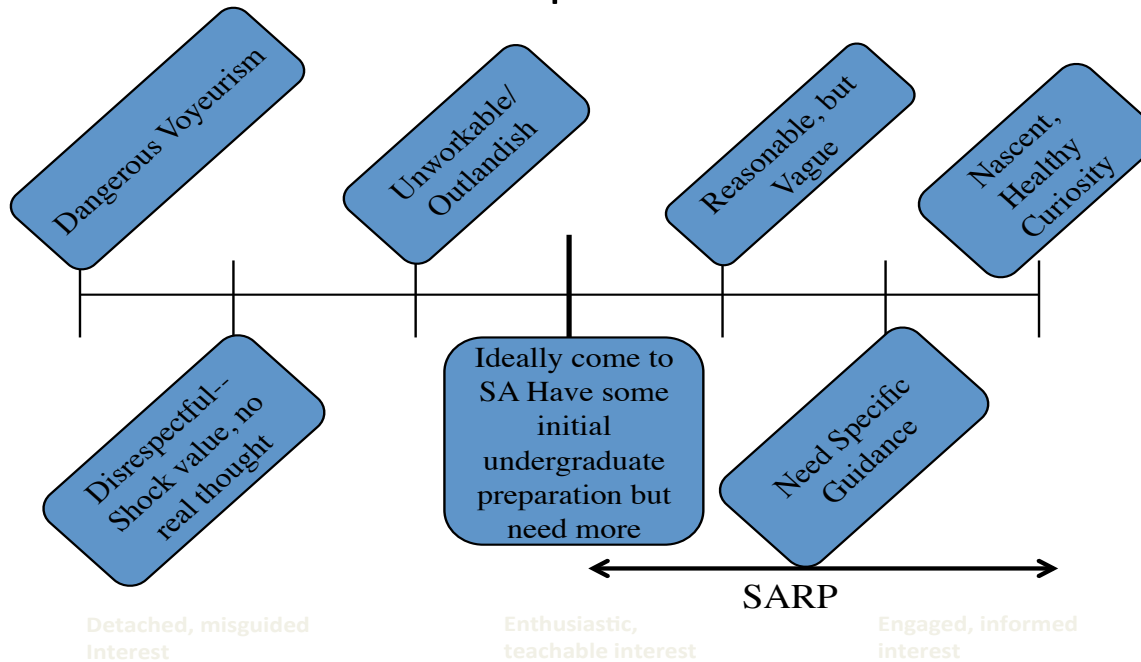 Dangerous Voyeurism
Unworkable/
Outlandish
Reasonable, but
Vague
Nascent,
Healthy
Curiosity
Disrespectful--
Shock value, no
real thought
Ideally come to
SA Have some
initial
undergraduate
preparation but
need more
Need Specific
Guidance
SARP
Detached, misguided
Interest
Enthusiastic,
teachable interest
Engaged, informed
interest